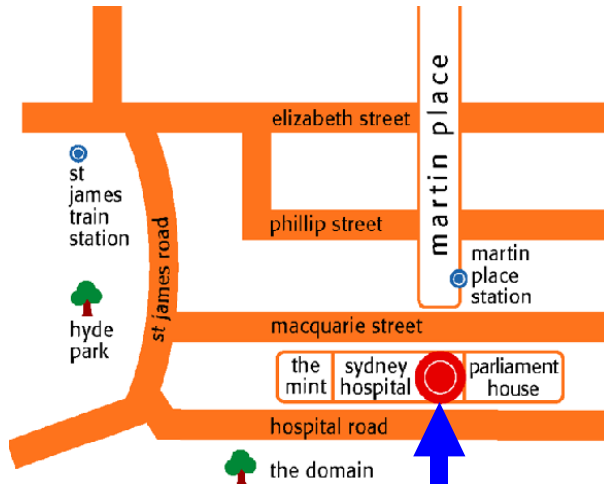 elizabeth street
martin place
st
james
train
station
phillip street
st james road
martin
place
station
hyde
park
macquarie street
the
mint
sydney
hospital
parliament
house
hospital road
the domain